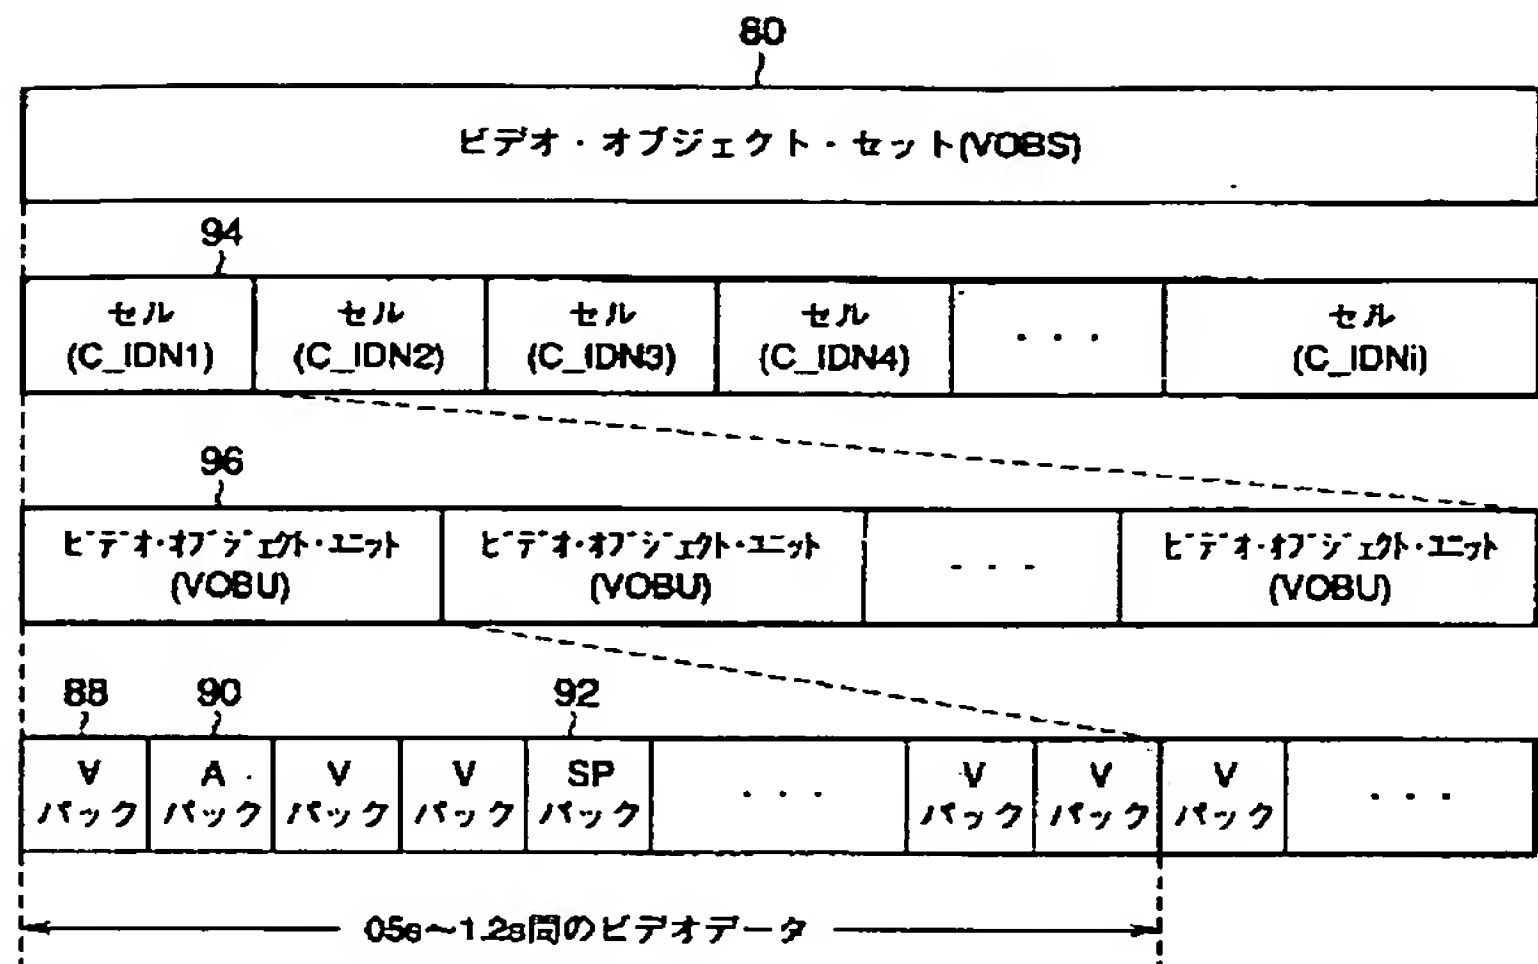 80
ビデオ・オブジェクト・セット(VOBS)
94
セル
(C_IDN1)
セル
(C_IDN2)
セル
(C_IDN3)
セル
(C_IDN4)
・・・
セル
(C_IDNi)
96
ビデオ・オブジェクト・ユニット
(VOBU)
ビデオ・オブジェクト・ユニット
(VOBU)
・・・
ビデオ・オブジェクト・ユニット
(VOBU)
88
90
92
V
パック
A
パック
V
パック
V
パック
SP
パック
・・・
V
パック
V
パック
V
パック
・・・
05s～1.2s間のビデオデータ